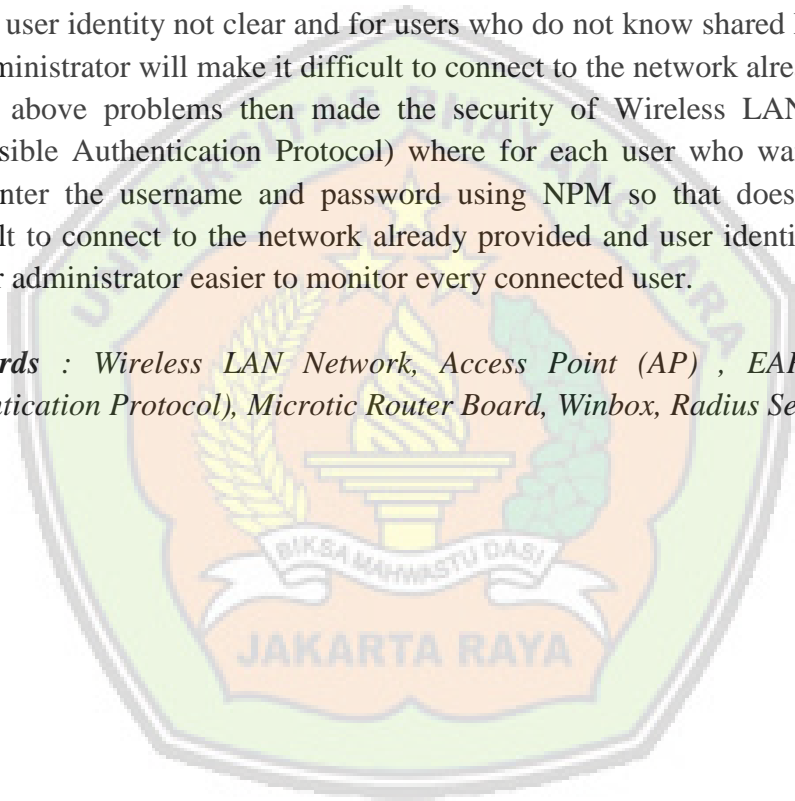 user identity not clear and for users who do not know shared
ministrator will make it difficult to connect to the network alre
above problems then made the security of Wireless LAN
sible Authentication Protocol) where for each user who wa
nter the username and password using NPM so that does
lt to connect to the network already provided and user identi
r administrator easier to monitor every connected user.
rds : Wireless LAN Network, Access Point (AP) , EAP
ntication Protocol), Microtic Router Board, Winbox, Radius Se
UNIVERSITAS BHAYANGKARA
BIKSA MAHWASTU DASI
JAKARTA RAYA